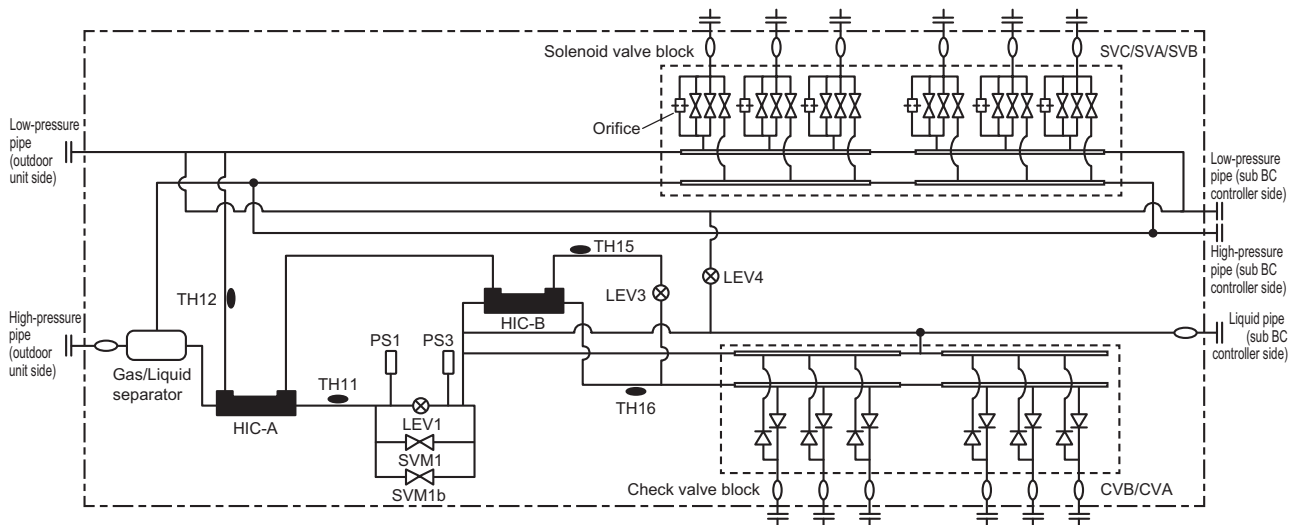 Solenoid valve block
SVC/SVA/SVB
Orifice
Low-pressure
pipe
(outdoor
unit side)
Low-pressure
pipe (sub BC
controller side)
High-pressure
pipe (sub BC
controller side)
TH15
LEV4
TH12
LEV3
HIC-B
High-pressure
pipe
(outdoor
unit side)
Liquid pipe
(sub BC
controller side)
PS1
PS3
Gas/Liquid
separator
TH11
TH16
HIC-A
LEV1
SVM1
SVM1b
Check valve block
CVB/CVA